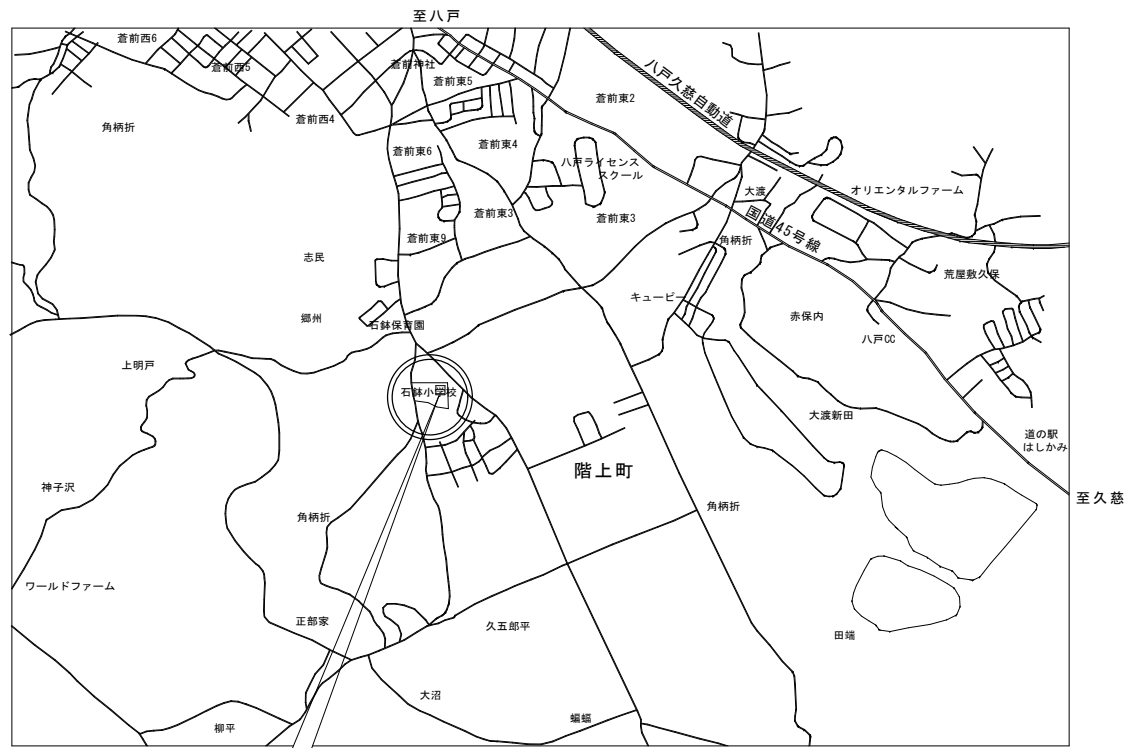 至八戸
蒼前西6
蒼前西5
蒼前神社
蒼前東5
八戸久慈自動道
蒼前東2
角柄折
蒼前西4
蒼前東6
蒼前東4
八戸ライセンス
スクール
大渡
オリエンタルファーム
蒼前東3
蒼前東3
国道45号線
蒼前東9
角柄折
志民
荒屋敷久保
キューピー
郷州
石鉢保育園
赤保内
八戸CC
上明戸
石鉢小学校
大渡新田
道の駅
はしかみ
階上町
神子沢
至久慈
角柄折
角柄折
ワールドファーム
正部家
久五郎平
田端
大沼
蝙蝠
柳平